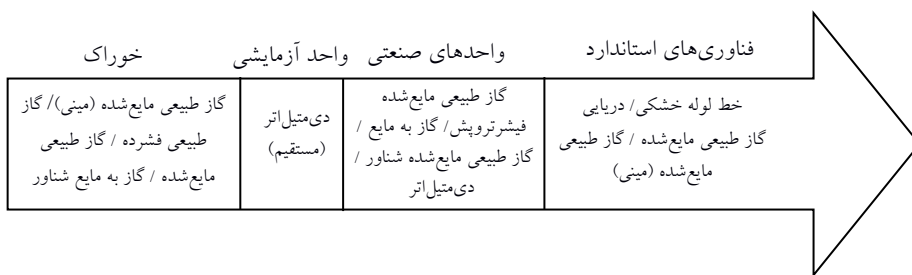 خوراک
واحد آزمایشی
واحدهای صنعتی
فناوری‌های استاندارد
گاز طبیعی مایع‌شده (مینی)/ گاز
طبیعی فشرده / گاز طبیعی
مایع‌شده / گاز به مایع شناور
دی‌متیل‌اتر
(مستقیم)
گاز طبیعی مایع‌شده
فیشرتروپش/ گاز به مایع /
گاز طبیعی مایع‌شده شناور /
دی‌متیل‌اتر
خط لوله خشکی/ دریایی
گاز طبیعی مایع‌شده / گاز طبیعی
مایع‌شده (مینی)